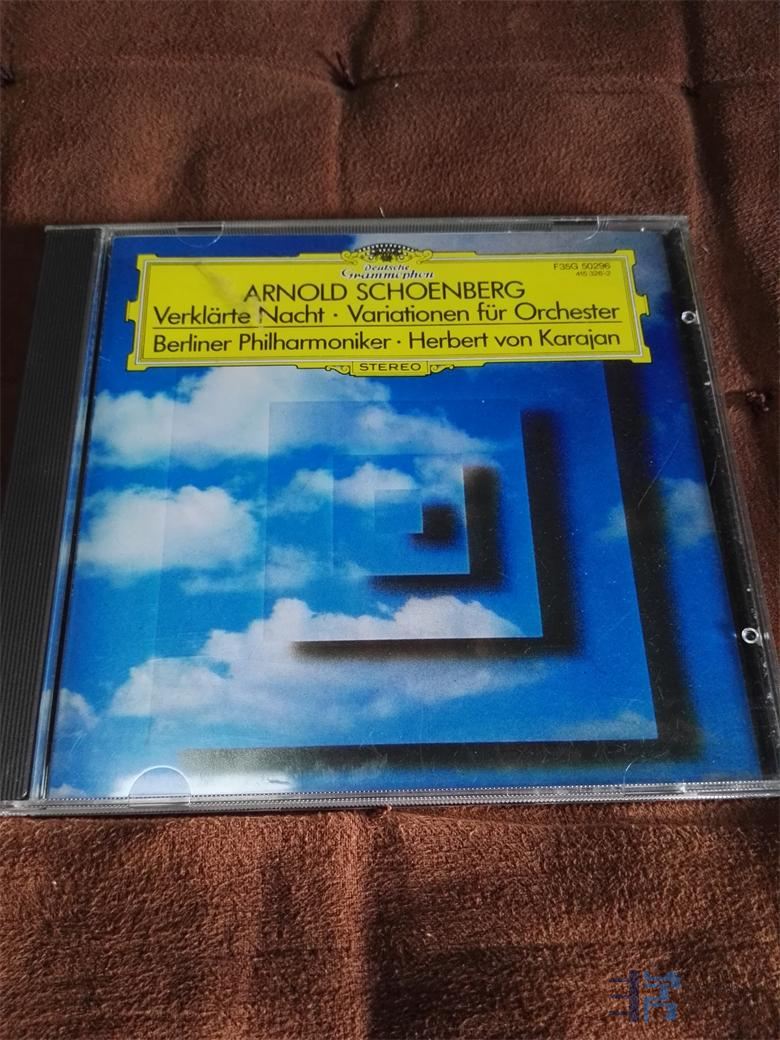 Deutsche
Grammophon
F35G 50296
415 326-2
ARNOLD SCHOENBERG
Verklärte Nacht · Variationen für Orchester
Berliner Philharmoniker · Herbert von Karajan
STEREO